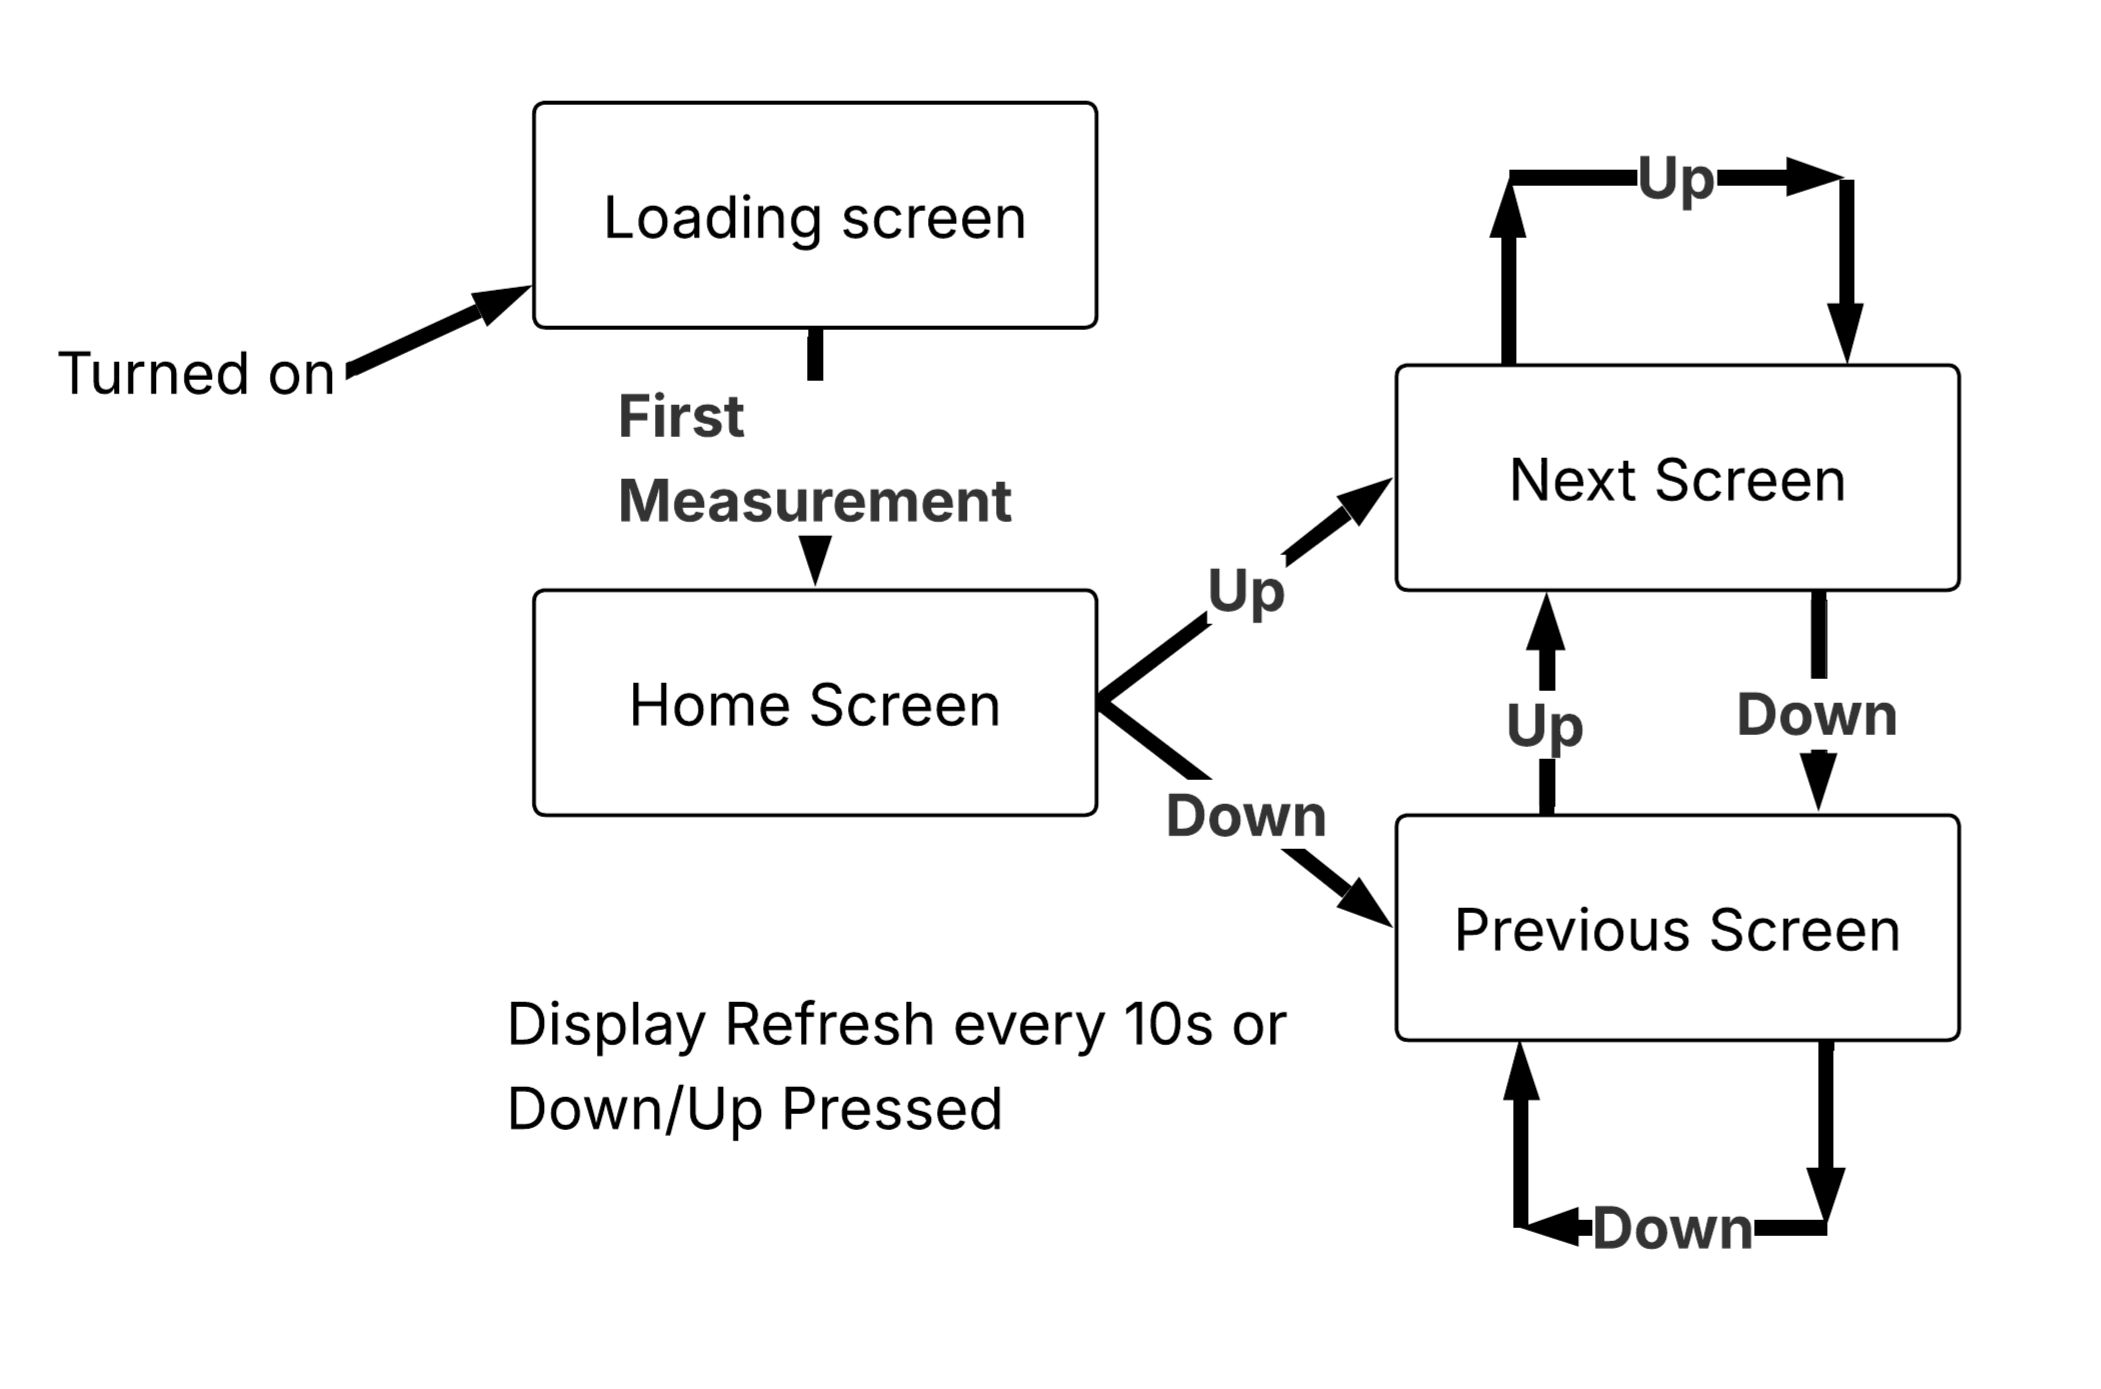 Turned on
Loading screen
First
Measurement
Home Screen
Up
Down
Up
Next Screen
Up
Down
Previous Screen
Down
Display Refresh every 10s or
Down/Up Pressed